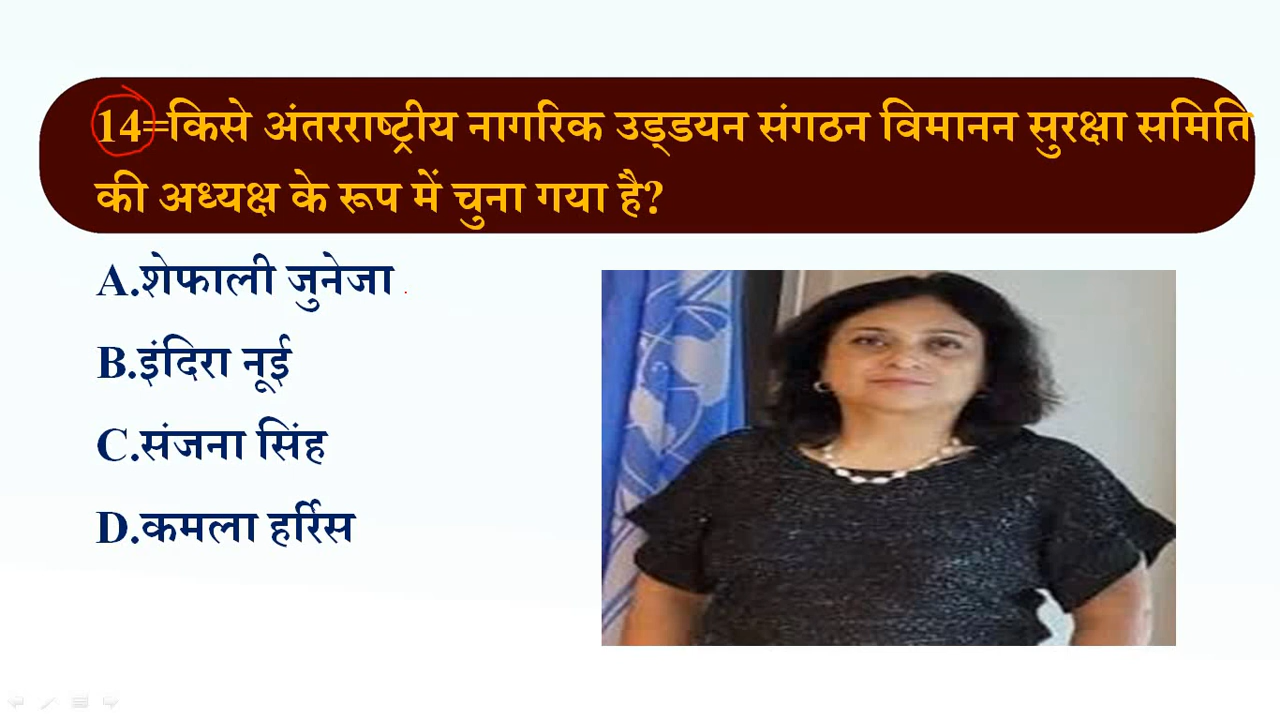 14=किसे अंतरराष्ट्रीय नागरिक उड्डयन संगठन विमानन सुरक्षा समिति
की अध्यक्ष के रूप में चुना गया है?
A.शेफाली जुनेजा
B.इंदिरा नूई
C.संजना सिंह
D.कमला हर्रिस